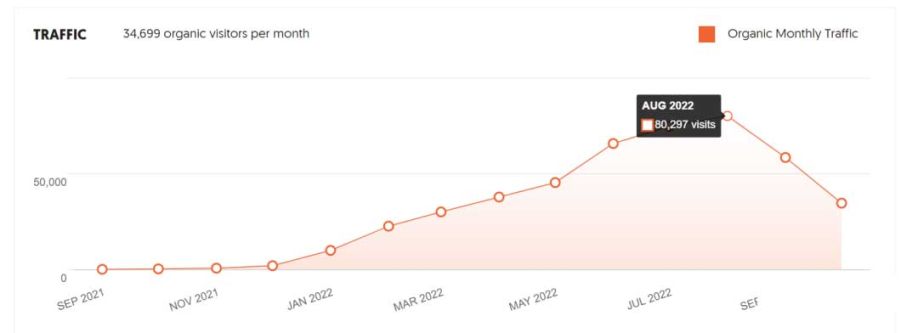 TRAFFIC 34,699 organic visitors per month Organic Monthly Traffic
AUG 2022
80,297 visits
50,000
0
SEP 2021 NOV 2021 JAN 2022 MAR 2022 MAY 2022 JUL 2022 SEP